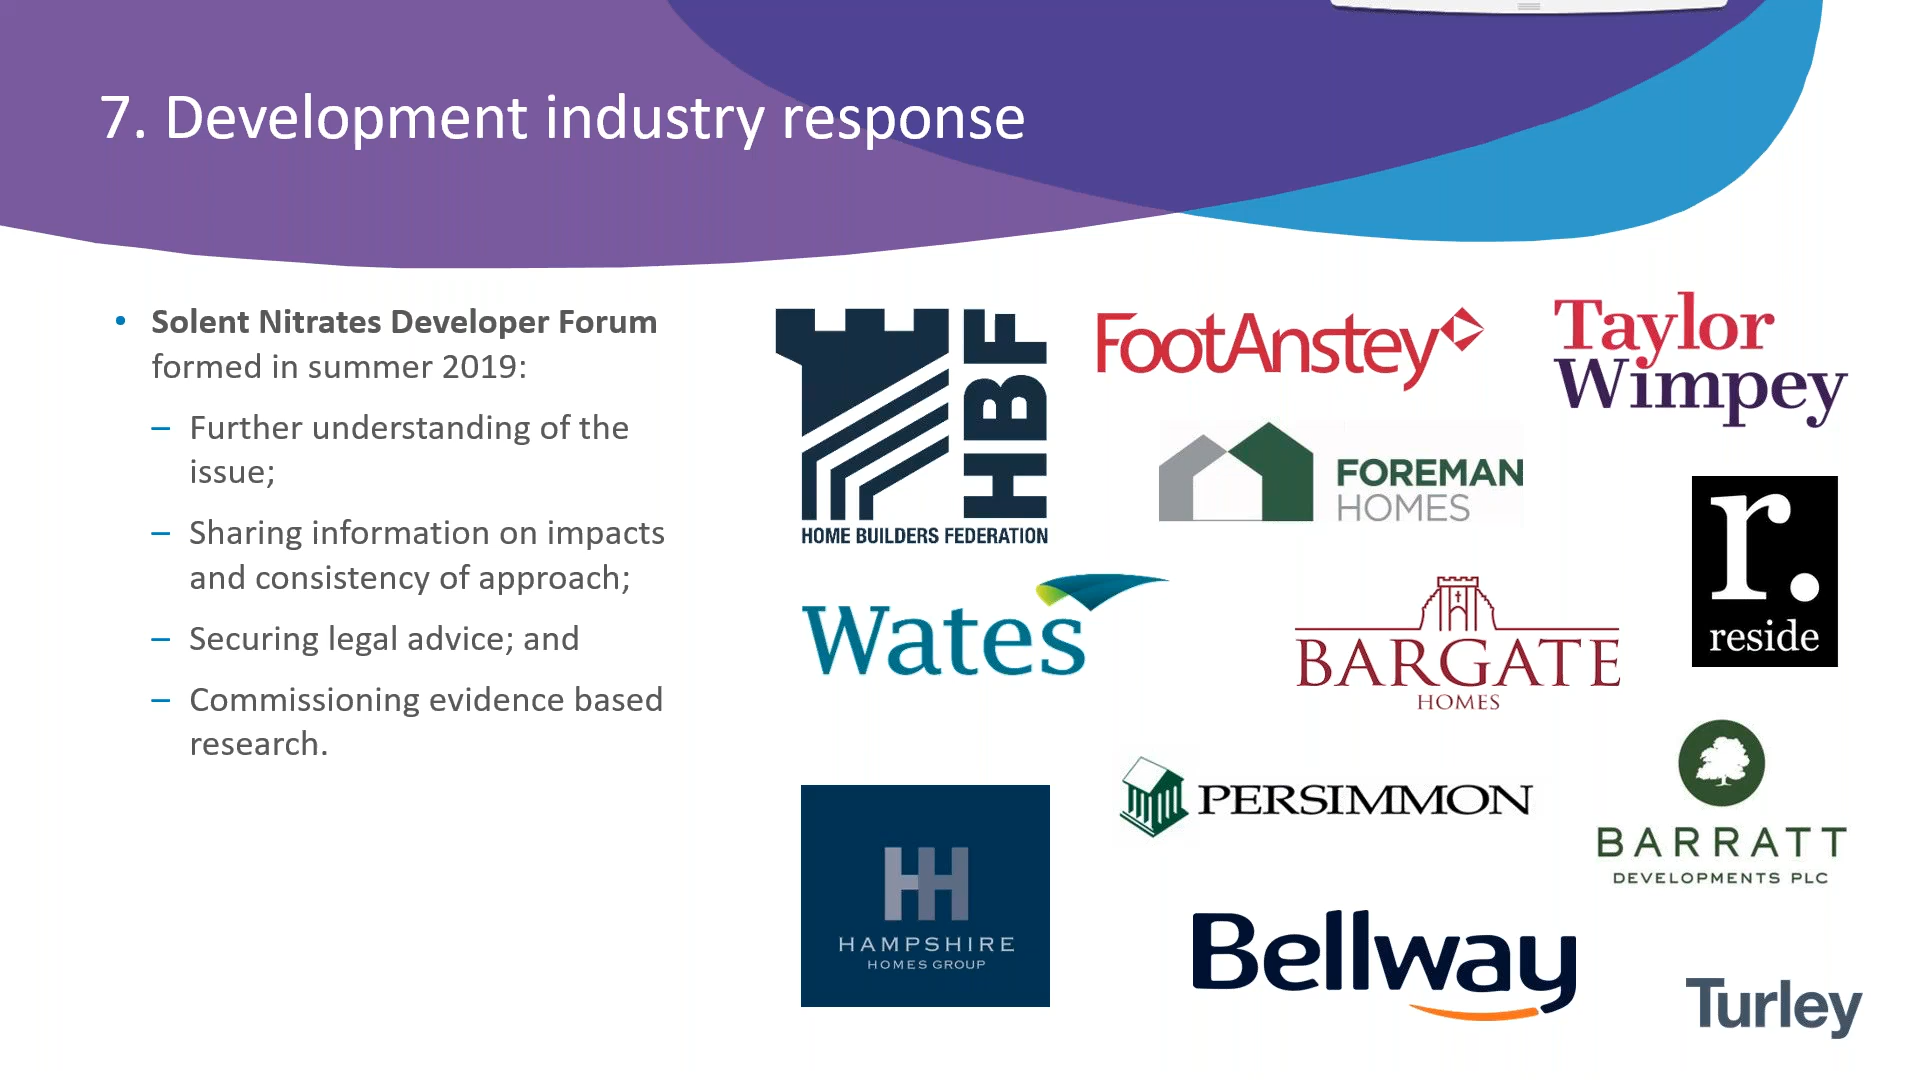 7. Development industry response
• Solent Nitrates Developer Forum
formed in summer 2019:
– Further understanding of the
issue;
– Sharing information on impacts
and consistency of approach;
– Securing legal advice; and
– Commissioning evidence based
research.
HBF
HOME BUILDERS FEDERATION
FootAnstey
Taylor
Wimpey
FOREMAN
HOMES
r.
reside
Wates
BARGATE
HOMES
PERSIMMON
BARRATT
DEVELOPMENTS PLC
HH
HAMPSHIRE
HOMES GROUP
Bellway
Turley